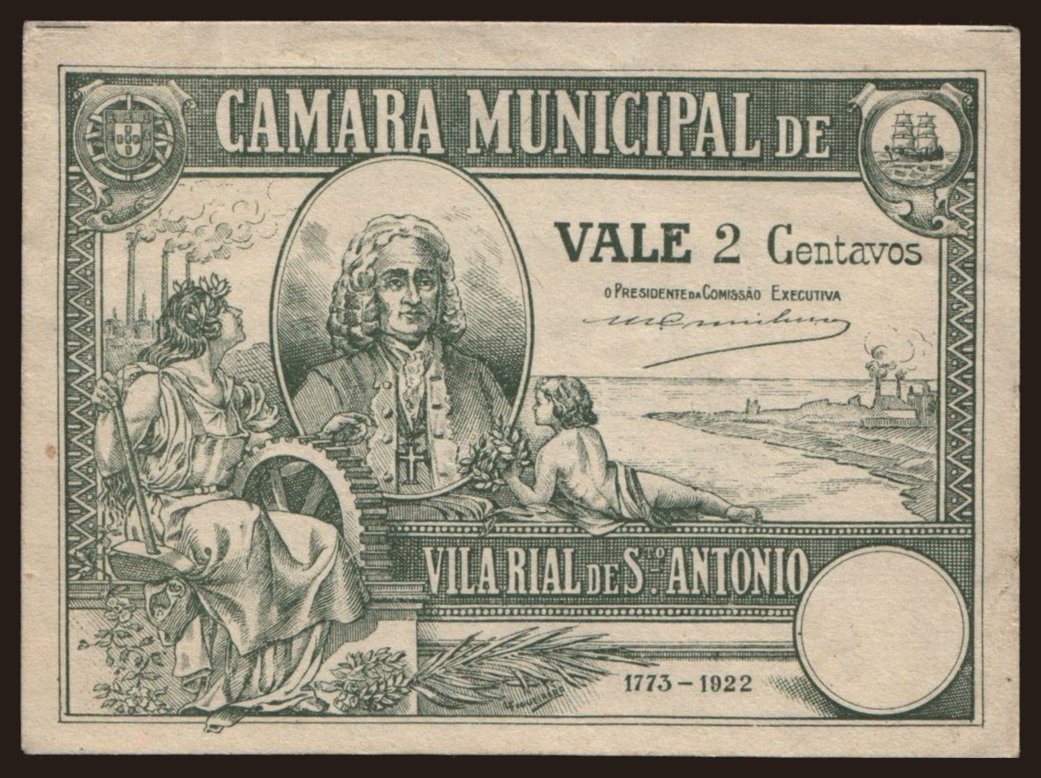 CAMARA MUNICIPAL DE
VALE 2 Centavos
O PRESIDENTE DA COMISSÃO EXECUTIVA
VILA RIAL DE S.TO ANTONIO
1773 – 1922